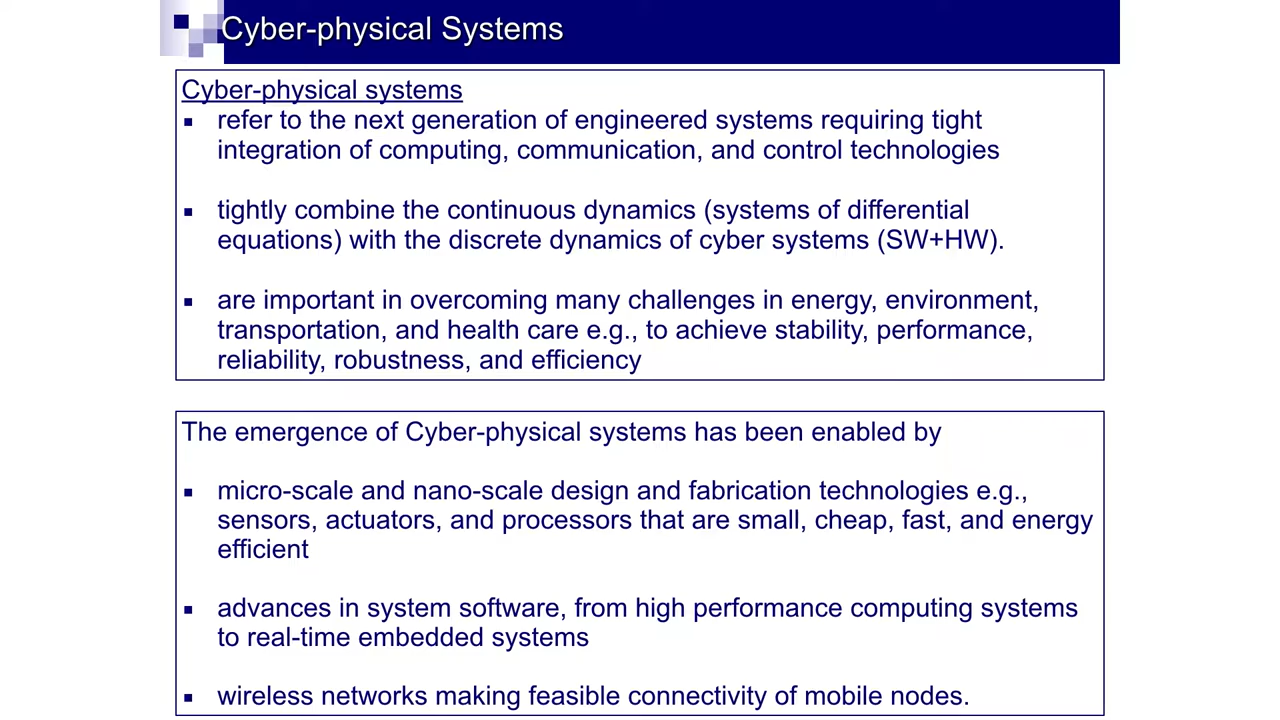 Cyber-physical Systems
Cyber-physical systems
▪ refer to the next generation of engineered systems requiring tight
integration of computing, communication, and control technologies
▪ tightly combine the continuous dynamics (systems of differential
equations) with the discrete dynamics of cyber systems (SW+HW).
▪ are important in overcoming many challenges in energy, environment,
transportation, and health care e.g., to achieve stability, performance,
reliability, robustness, and efficiency
The emergence of Cyber-physical systems has been enabled by
▪ micro-scale and nano-scale design and fabrication technologies e.g.,
sensors, actuators, and processors that are small, cheap, fast, and energy
efficient
▪ advances in system software, from high performance computing systems
to real-time embedded systems
▪ wireless networks making feasible connectivity of mobile nodes.